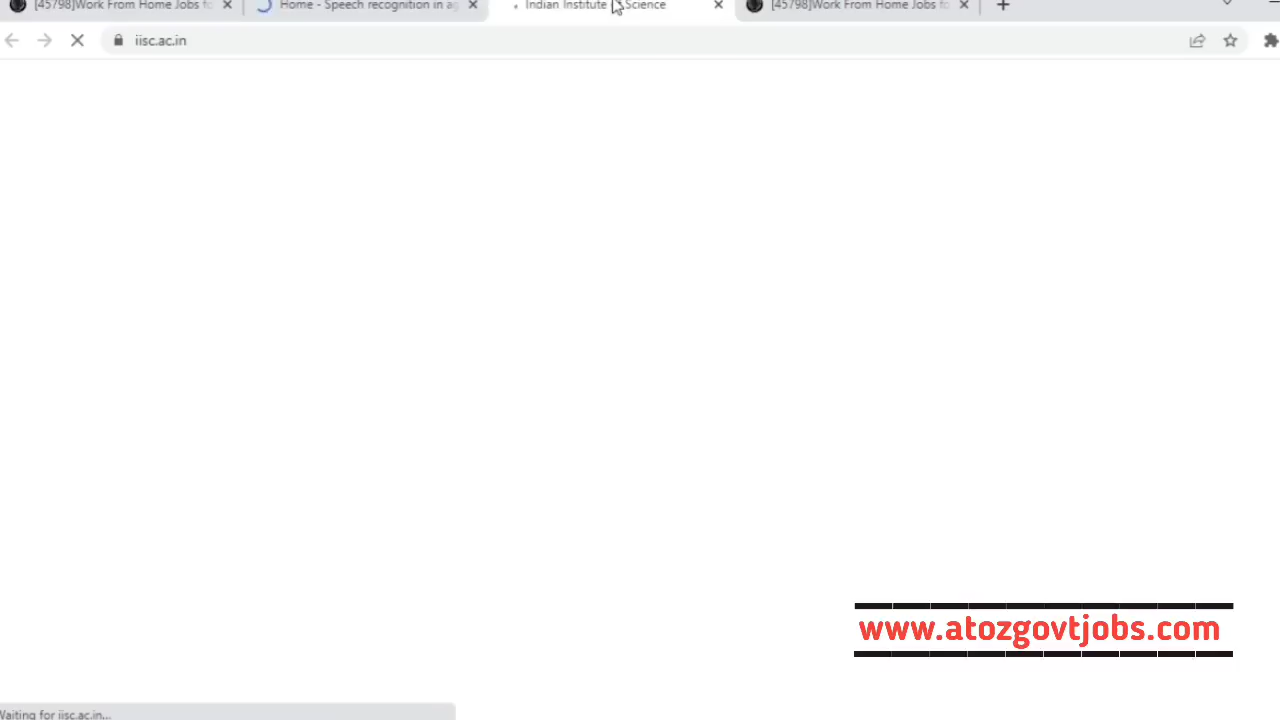 [45798]Work From Home Jobs fo
Home - Speech recognition in ag
Indian Institute Science
[45798]Work From Home Jobs fo
iisc.ac.in
www.atozgovtjobs.com
Waiting for iisc.ac.in...